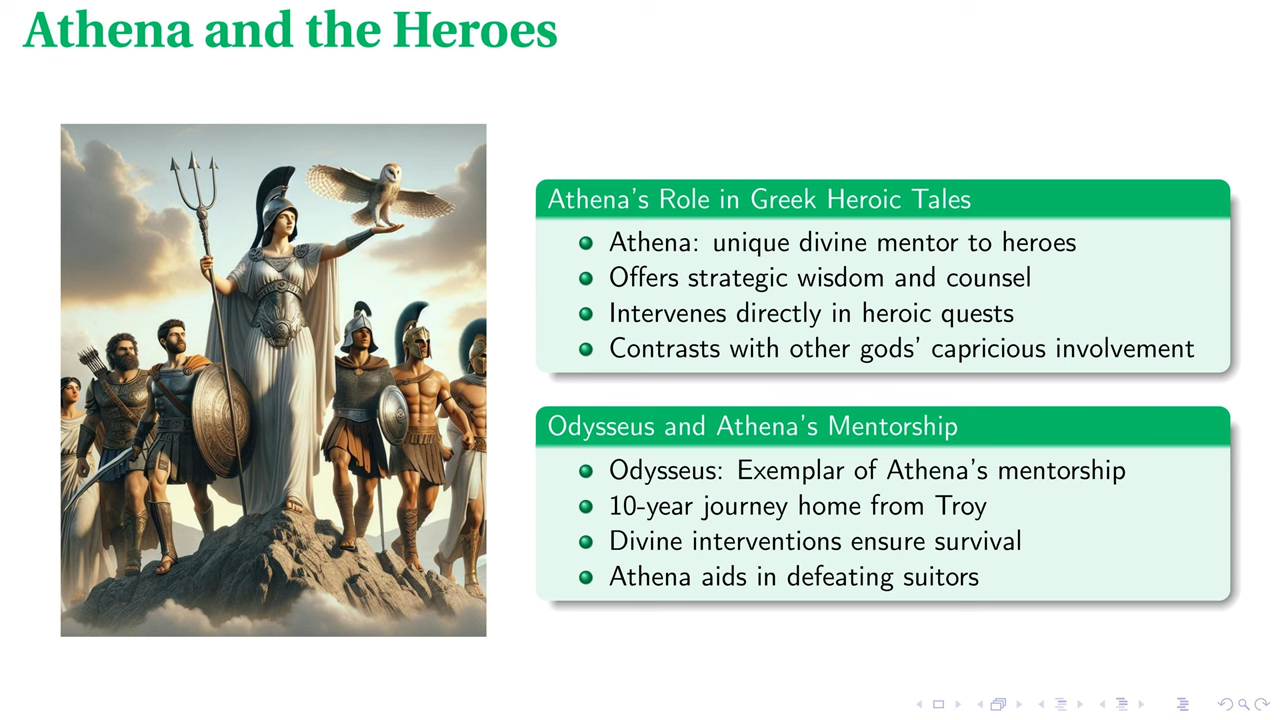 Athena and the Heroes
Athena's Role in Greek Heroic Tales
Athena: unique divine mentor to heroes
Offers strategic wisdom and counsel
Intervenes directly in heroic quests
Contrasts with other gods' capricious involvement
Odysseus and Athena's Mentorship
Odysseus: Exemplar of Athena's mentorship
10-year journey home from Troy
Divine interventions ensure survival
Athena aids in defeating suitors